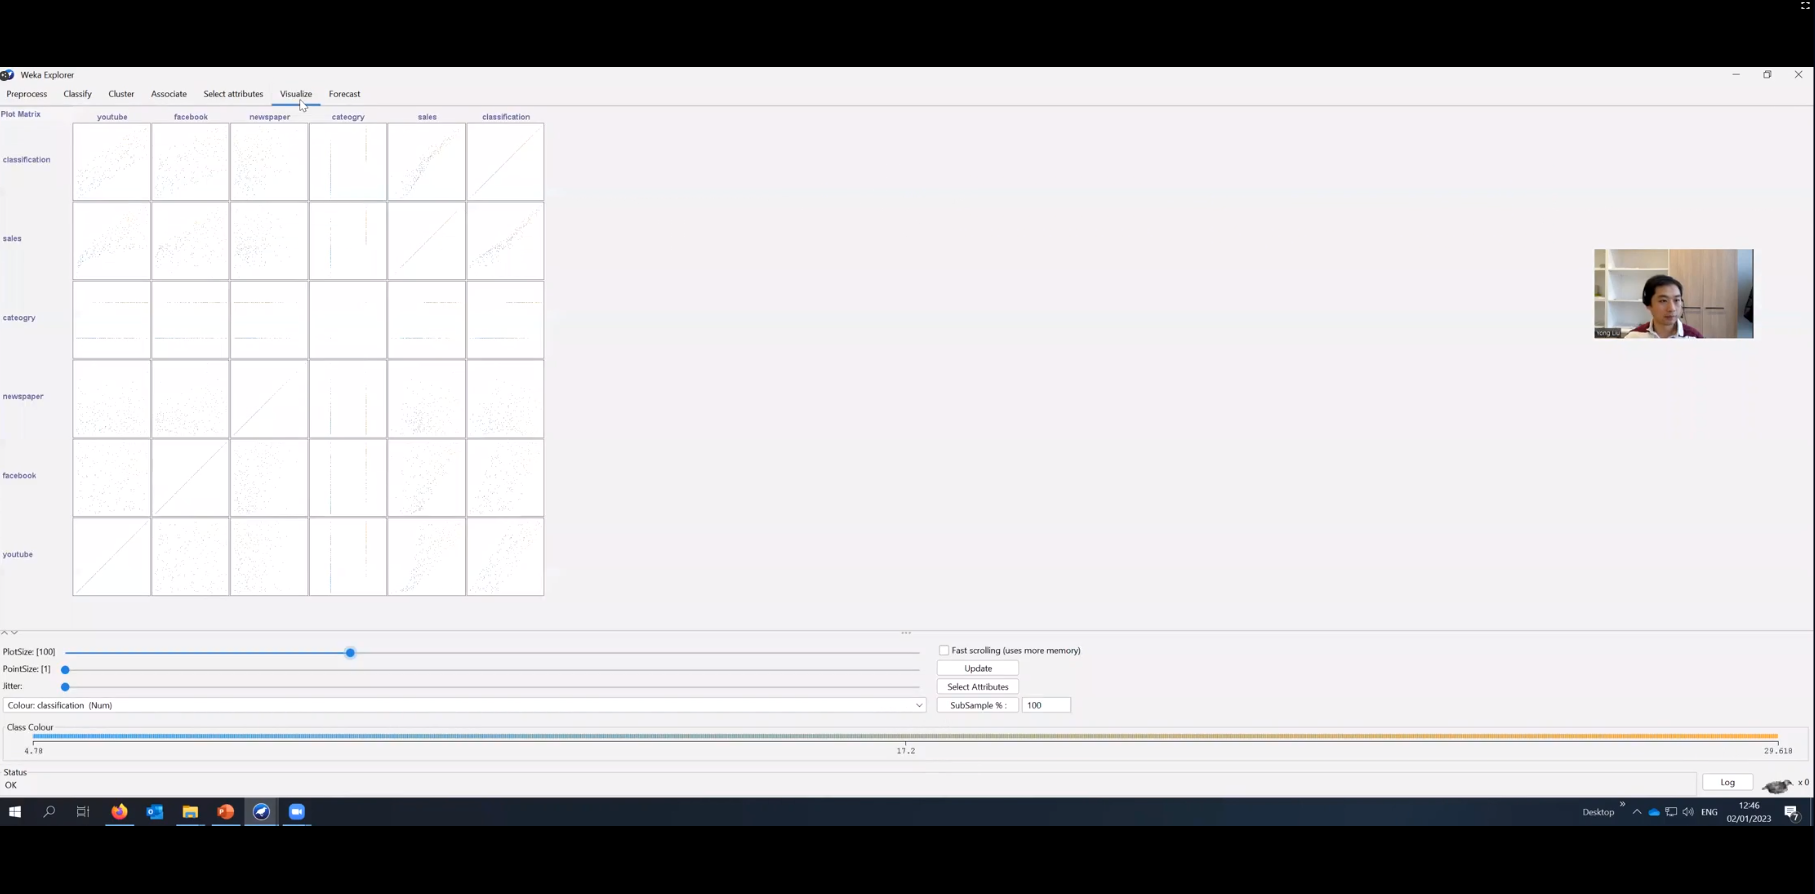 Weka Explorer
Preprocess Classify Cluster Associate Select attributes Visualize Forecast
Plot Matrix youtube facebook newspaper cateogry sales classification
classification
sales
cateogry
newspaper
facebook
youtube
Yong Liu
PlotSize: [100]
PointSize: [1]
Jitter:
Colour: classification (Num)
Fast scrolling (uses more memory)
Update
Select Attributes
SubSample % : 100
Class Colour
4.78 17.2 29.618
Status
OK
Log x 0
Desktop ENG 12:46
02/01/2023
7